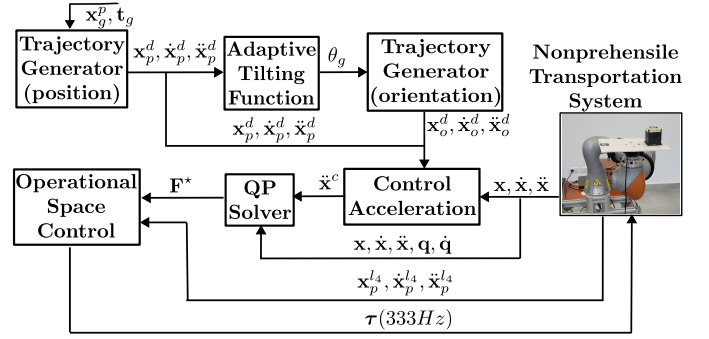 x_g^p, t_g
Trajectory
Generator
(position)
x_p^d, ẋ_p^d, ẍ_p^d
Adaptive
Tilting
Function
θ_g
Trajectory
Generator
(orientation)
Nonprehensile
Transportation
System
x_p^d, ẋ_p^d, ẍ_p^d
x_o^d, ẋ_o^d, ẍ_o^d
Operational
Space
Control
F*
QP
Solver
ẍ^c
Control
Acceleration
x, ẋ, ẍ
x, ẋ, ẍ, q, q̇
x_p^{l_4}, ẋ_p^{l_4}, ẍ_p^{l_4}
τ(333Hz)